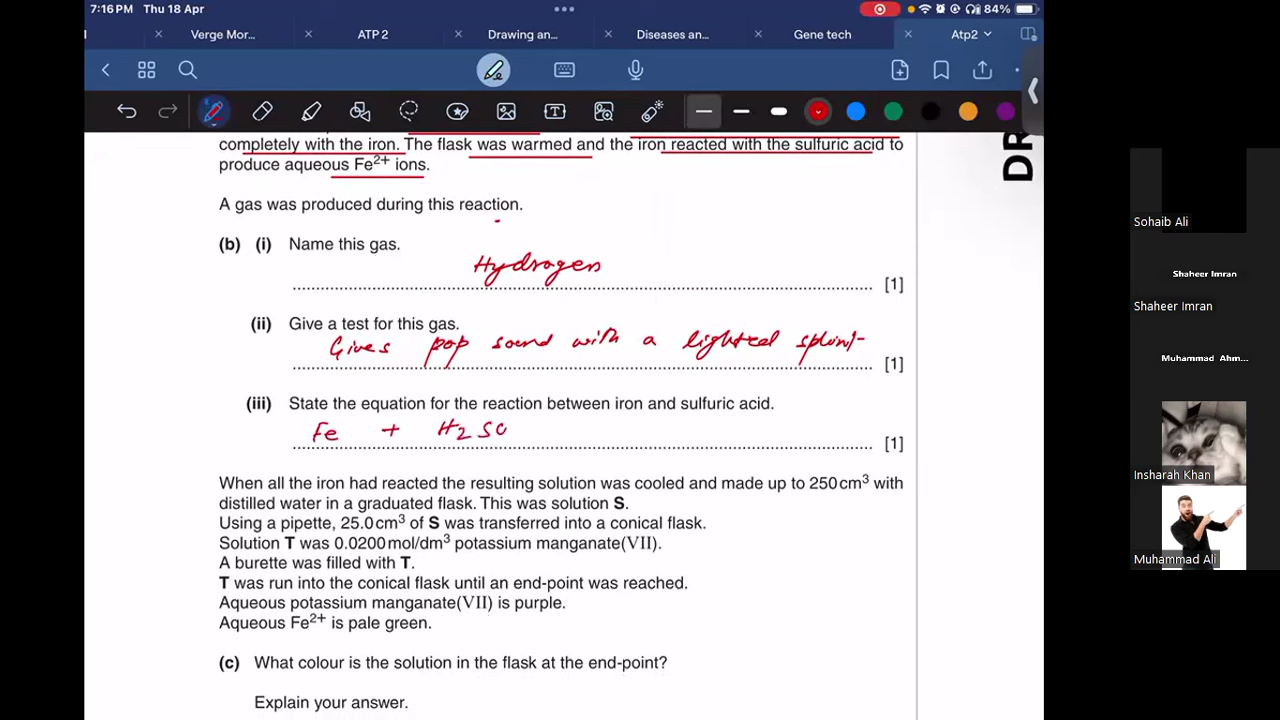 7:16 PM Thu 18 Apr
84%
Verge Mor...
ATP 2
Drawing an...
Diseases an...
Gene tech
Atp2
completely with the iron. The flask was warmed and the iron reacted with the sulfuric acid to
produce aqueous Fe2+ ions.
A gas was produced during this reaction.
(b) (i) Name this gas.
Hydrogen
[1]
(ii) Give a test for this gas.
Gives pop sound with a lighted splint
[1]
(iii) State the equation for the reaction between iron and sulfuric acid.
Fe + H2 SO
[1]
When all the iron had reacted the resulting solution was cooled and made up to 250 cm3 with
distilled water in a graduated flask. This was solution S.
Using a pipette, 25.0 cm3 of S was transferred into a conical flask.
Solution T was 0.0200 mol/dm3 potassium manganate(VII).
A burette was filled with T.
T was run into the conical flask until an end-point was reached.
Aqueous potassium manganate(VII) is purple.
Aqueous Fe2+ is pale green.
(c) What colour is the solution in the flask at the end-point?
Explain your answer.
DR
Sohaib Ali
Shaheer Imran
Shaheer Imran
Muhammad Ahm...
Insharah Khan
Muhammad Ali